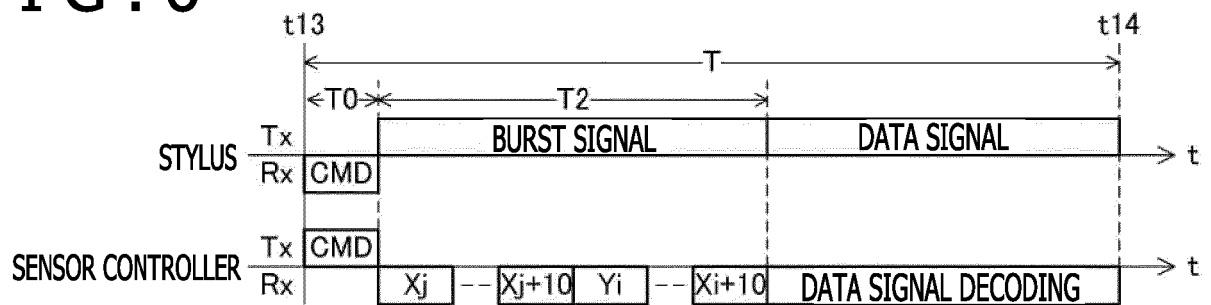 FIG. 6
t13 t14
T
T0 T2
STYLUS Tx BURST SIGNAL DATA SIGNAL t
Rx CMD
SENSOR CONTROLLER Tx CMD t
Rx Xj -- Xj+10 Yi -- Xi+10 DATA SIGNAL DECODING